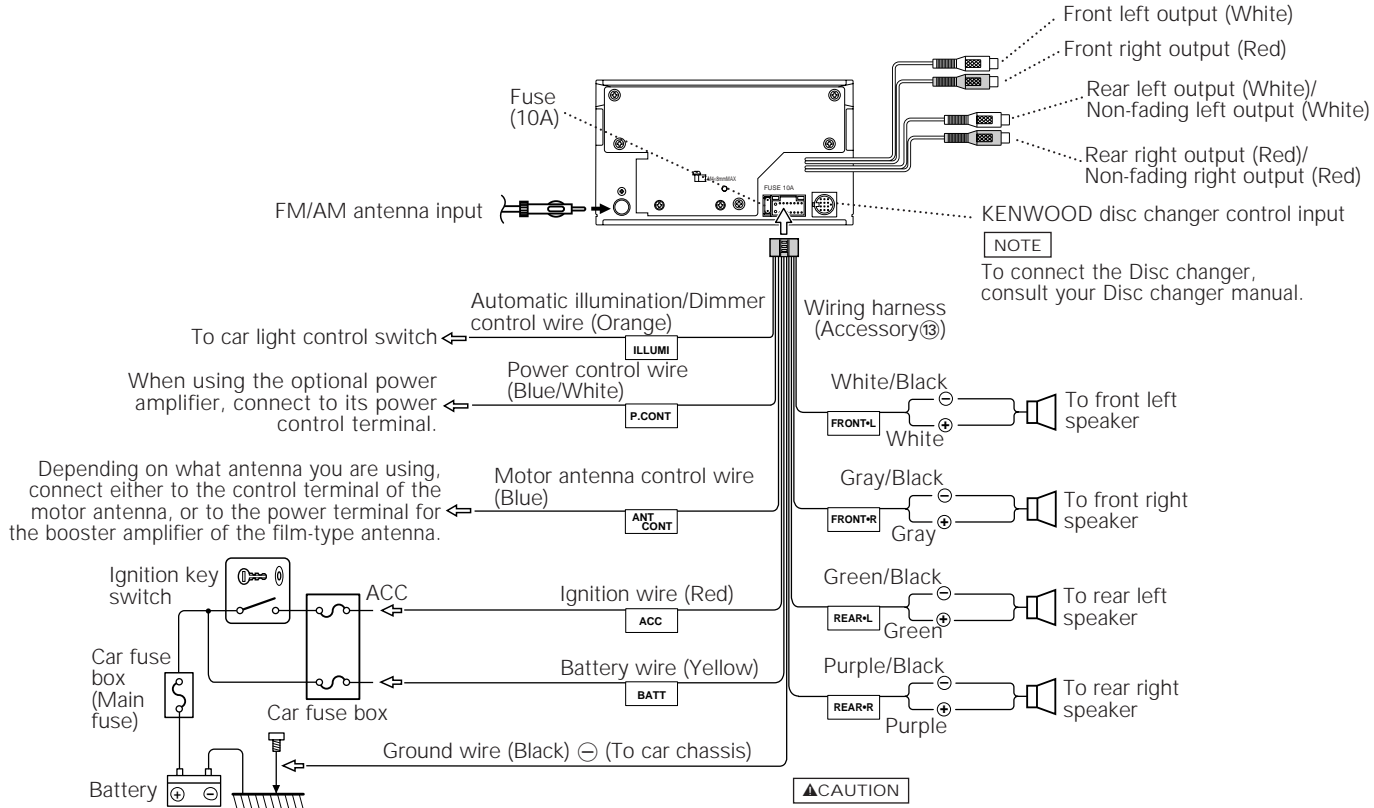 Front left output (White)
Front right output (Red)
Rear left output (White)/
Non-fading left output (White)
Rear right output (Red)/
Non-fading right output (Red)
Fuse
(10A)
FUSE 10A
FM/AM antenna input
KENWOOD disc changer control input
NOTE
To connect the Disc changer,
consult your Disc changer manual.
Automatic illumination/Dimmer
control wire (Orange)
To car light control switch
ILLUMI
Wiring harness
(Accessory⑬)
Power control wire
(Blue/White)
When using the optional power
amplifier, connect to its power
control terminal.
P.CONT
White/Black
⊖
⊕
FRONT•L
White
To front left
speaker
Motor antenna control wire
(Blue)
Depending on what antenna you are using,
connect either to the control terminal of the
motor antenna, or to the power terminal for
the booster amplifier of the film-type antenna.
ANT
CONT
Gray/Black
⊖
⊕
FRONT•R
Gray
To front right
speaker
Ignition key
switch
ACC
Ignition wire (Red)
ACC
Green/Black
⊖
⊕
REAR•L
Green
To rear left
speaker
Car fuse
box
(Main
fuse)
Car fuse box
Battery wire (Yellow)
BATT
Purple/Black
⊖
⊕
REAR•R
Purple
To rear right
speaker
Ground wire (Black) ⊖ (To car chassis)
Battery
⊕ ⊖
⚠CAUTION